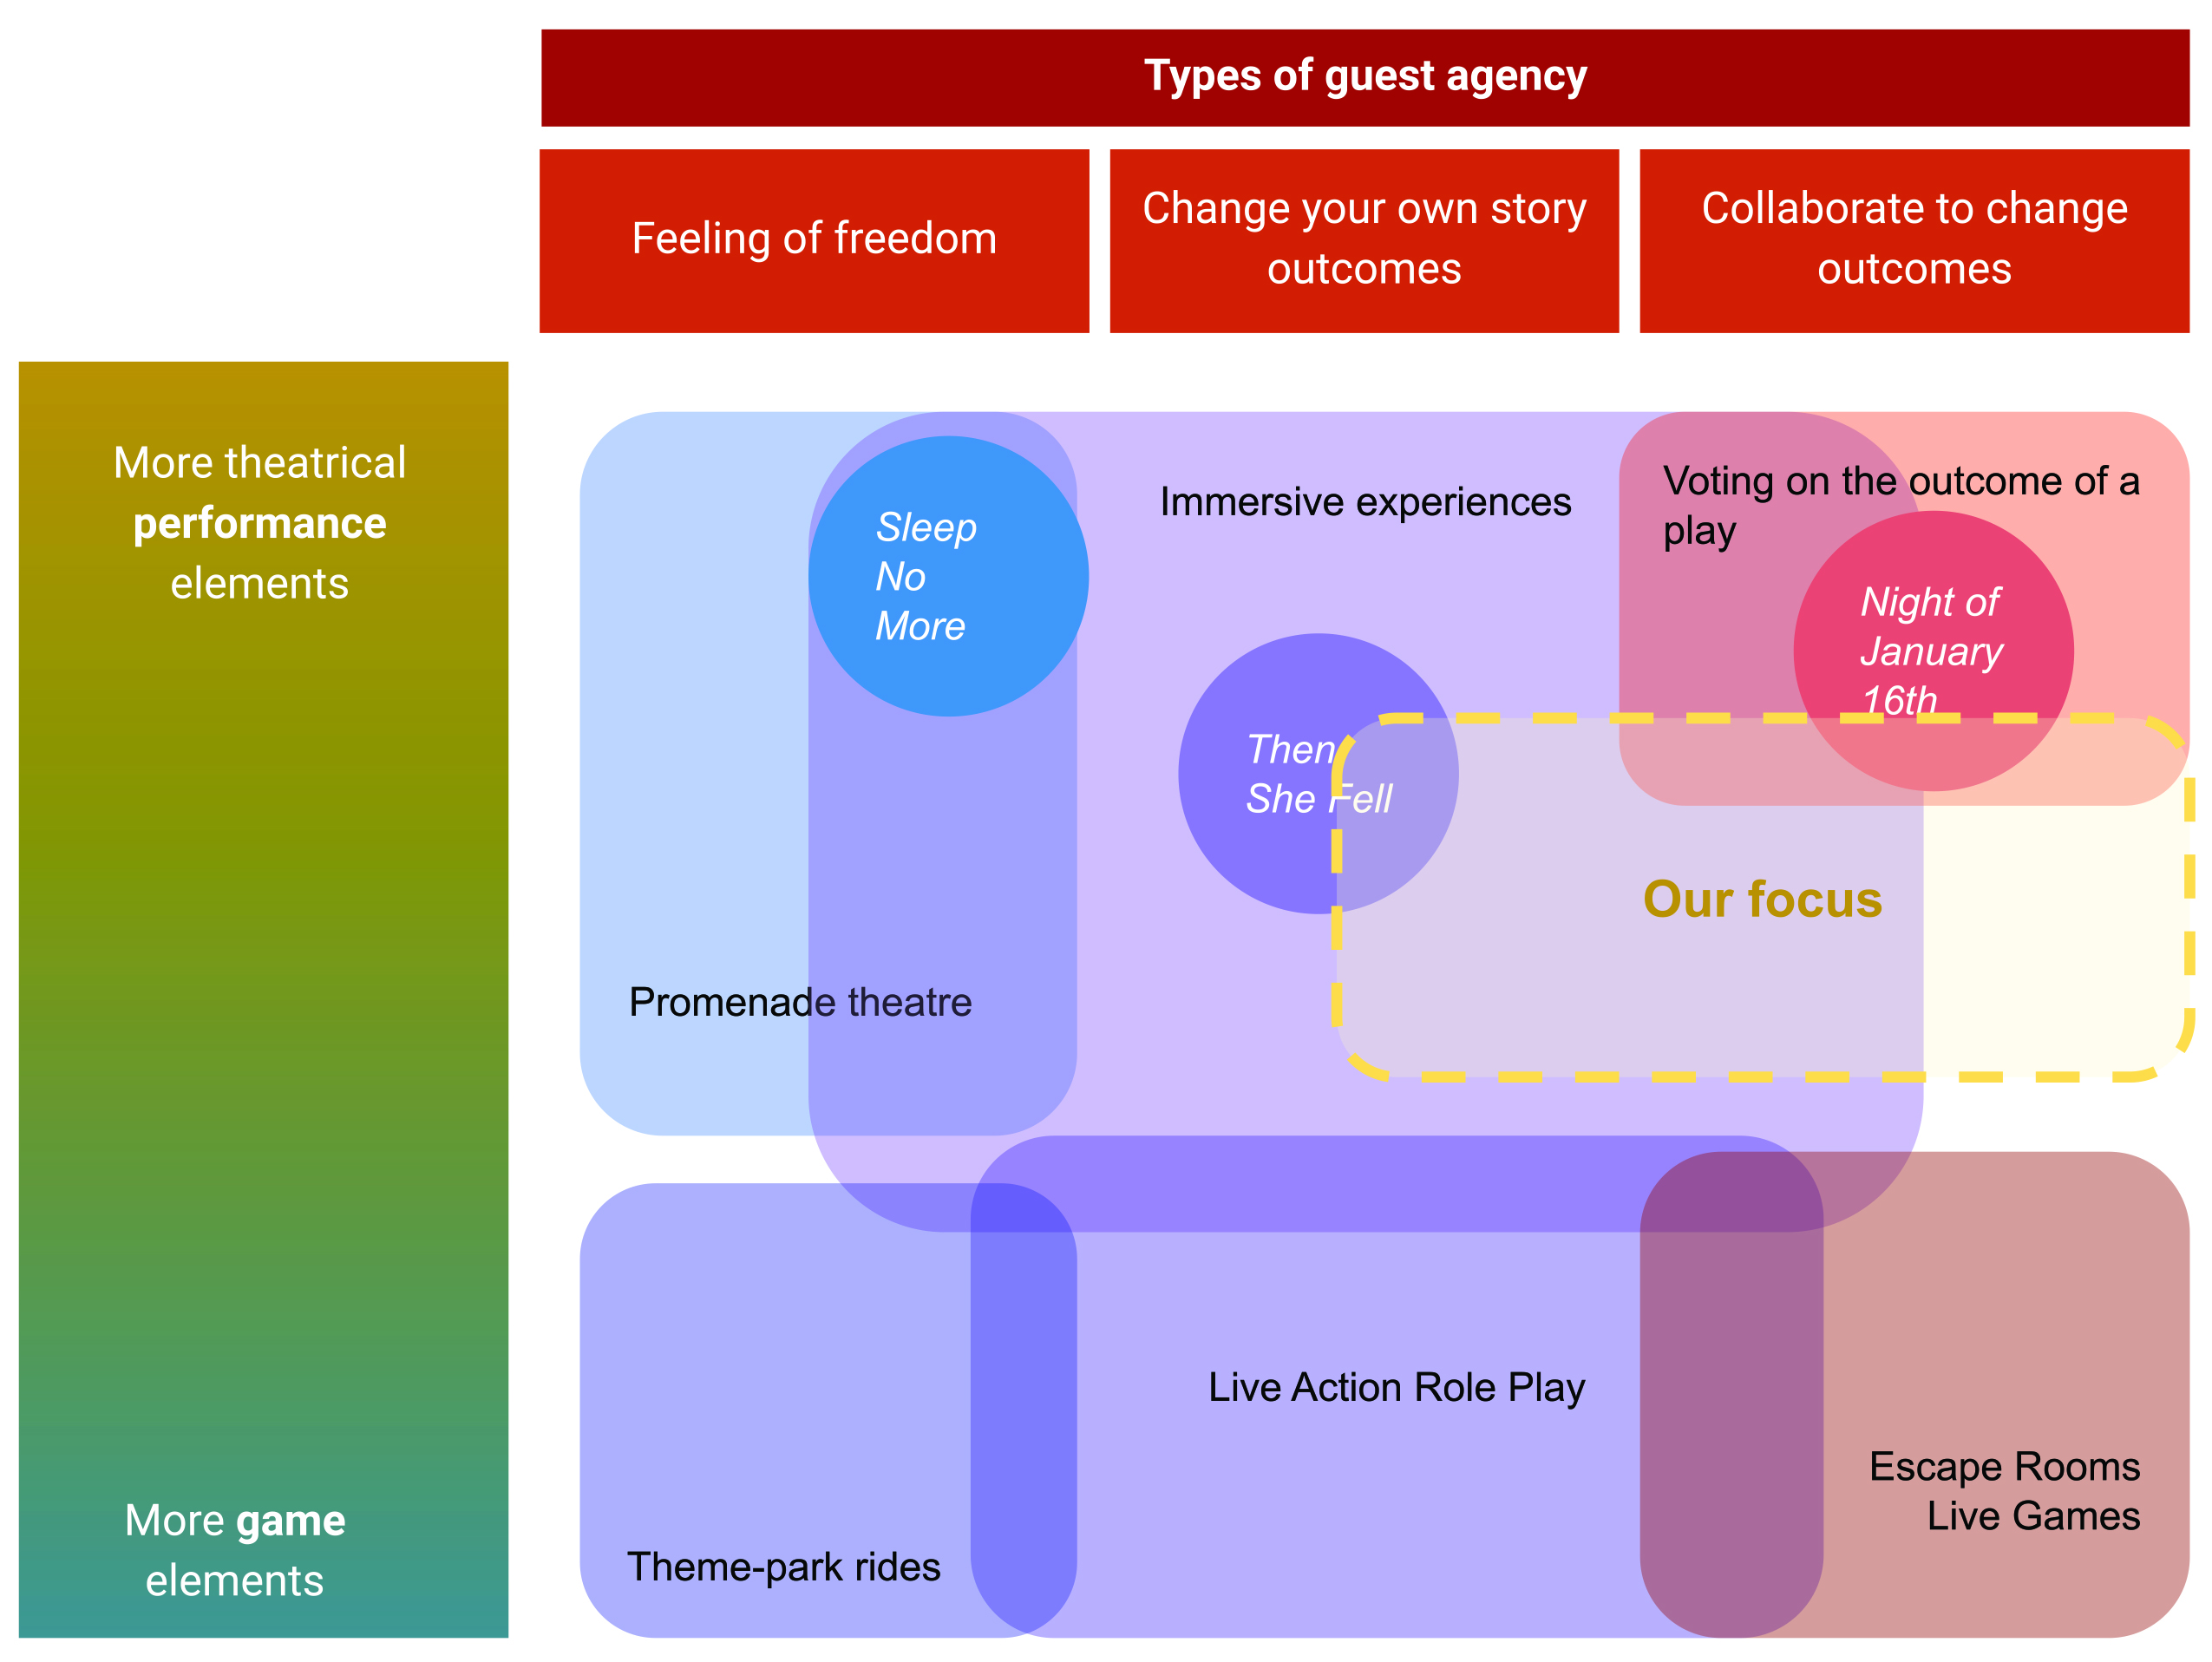 Types of guest agency
Feeling of freedom
Change your own story
outcomes
Collaborate to change
outcomes
More theatrical
performance
elements
More game
elements
Sleep
No
More
Immersive experiences
Voting on the outcome of a
play
Night of
January
16th
Then
She Fell
Our focus
Promenade theatre
Live Action Role Play
Escape Rooms
Live Games
Theme-park rides